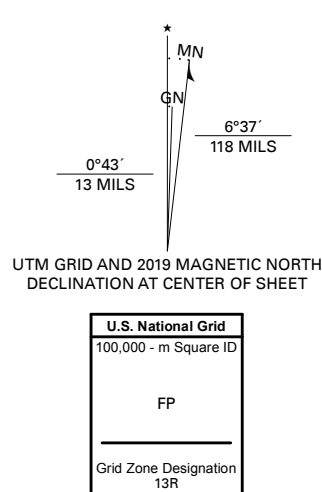 ★
MN
GN
6°37´
118 MILS
0°43´
13 MILS
UTM GRID AND 2019 MAGNETIC NORTH
DECLINATION AT CENTER OF SHEET
U.S. National Grid
100,000 - m Square ID
FP
Grid Zone Designation
13R